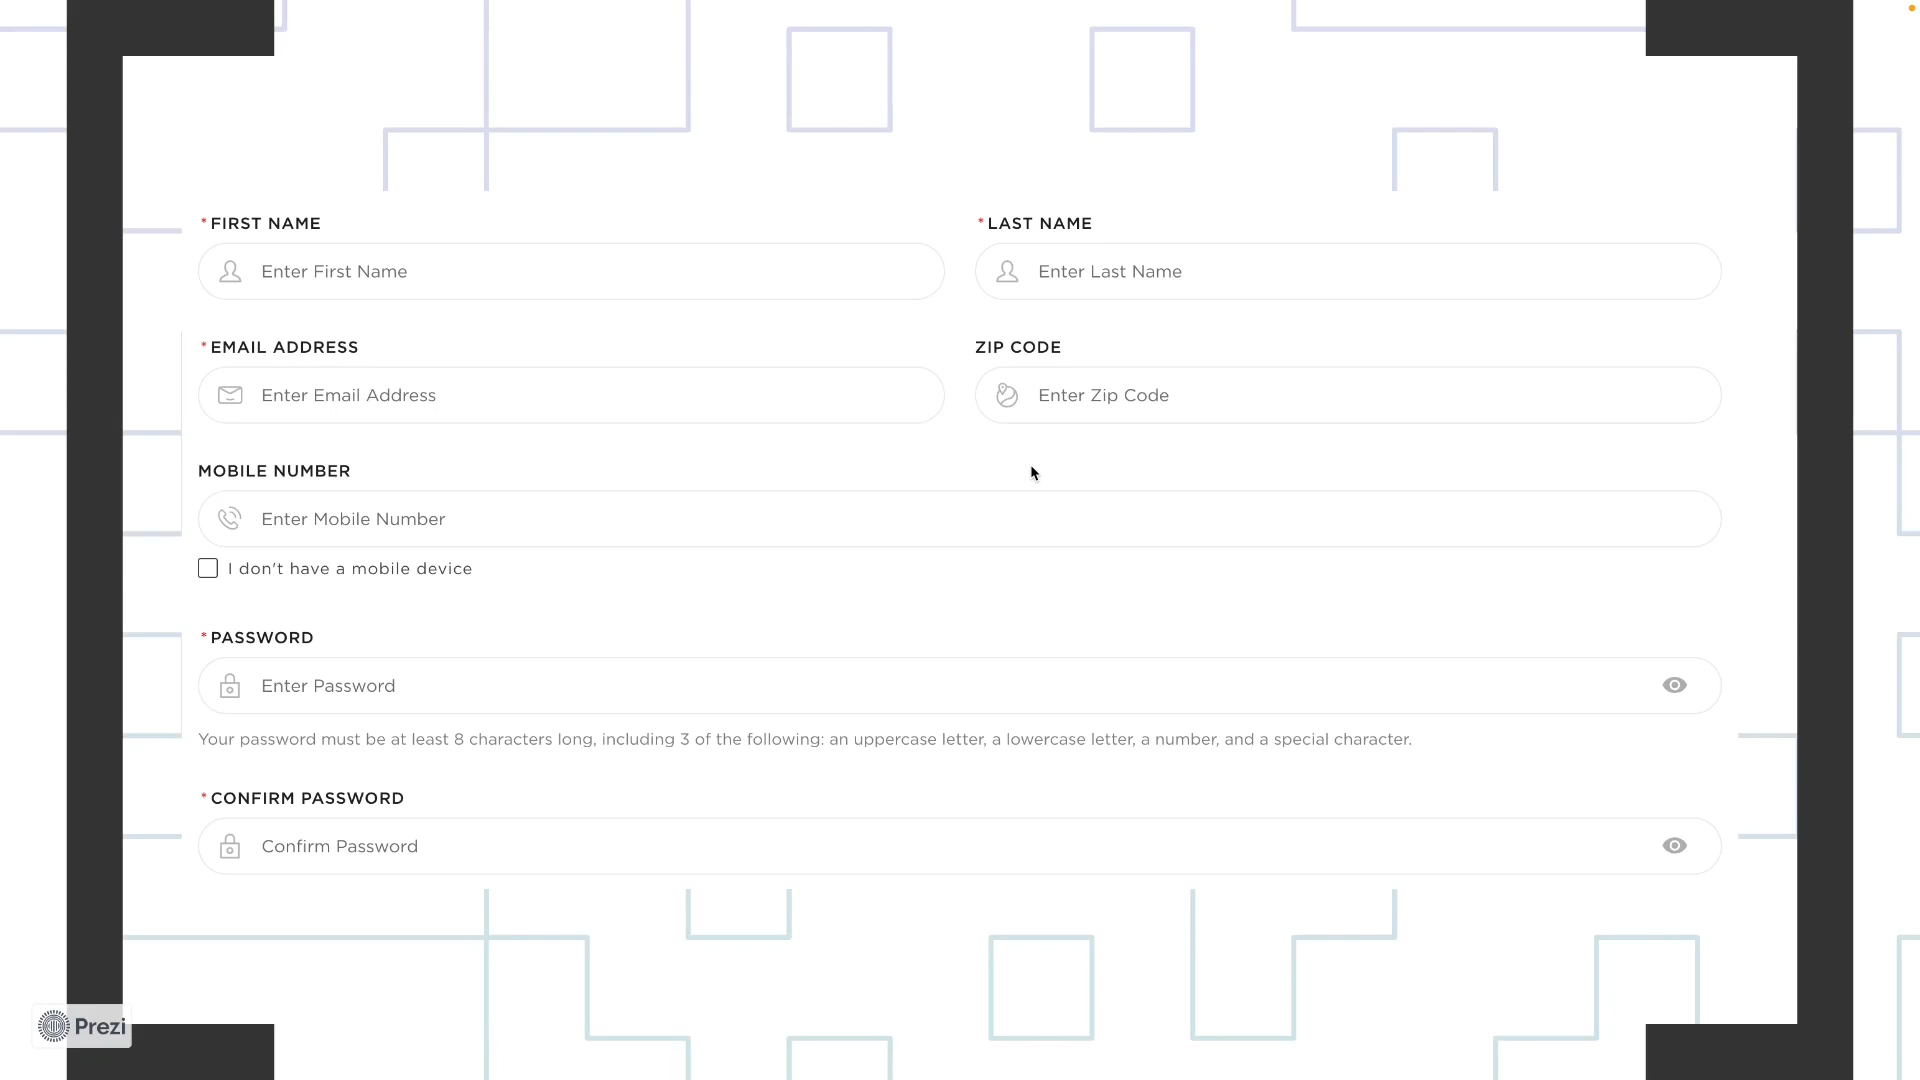 * FIRST NAME
* LAST NAME
Enter First Name
Enter Last Name
* EMAIL ADDRESS
ZIP CODE
Enter Email Address
Enter Zip Code
MOBILE NUMBER
Enter Mobile Number
I don't have a mobile device
* PASSWORD
Enter Password
Your password must be at least 8 characters long, including 3 of the following: an uppercase letter, a lowercase letter, a number, and a special character.
* CONFIRM PASSWORD
Confirm Password
Prezi